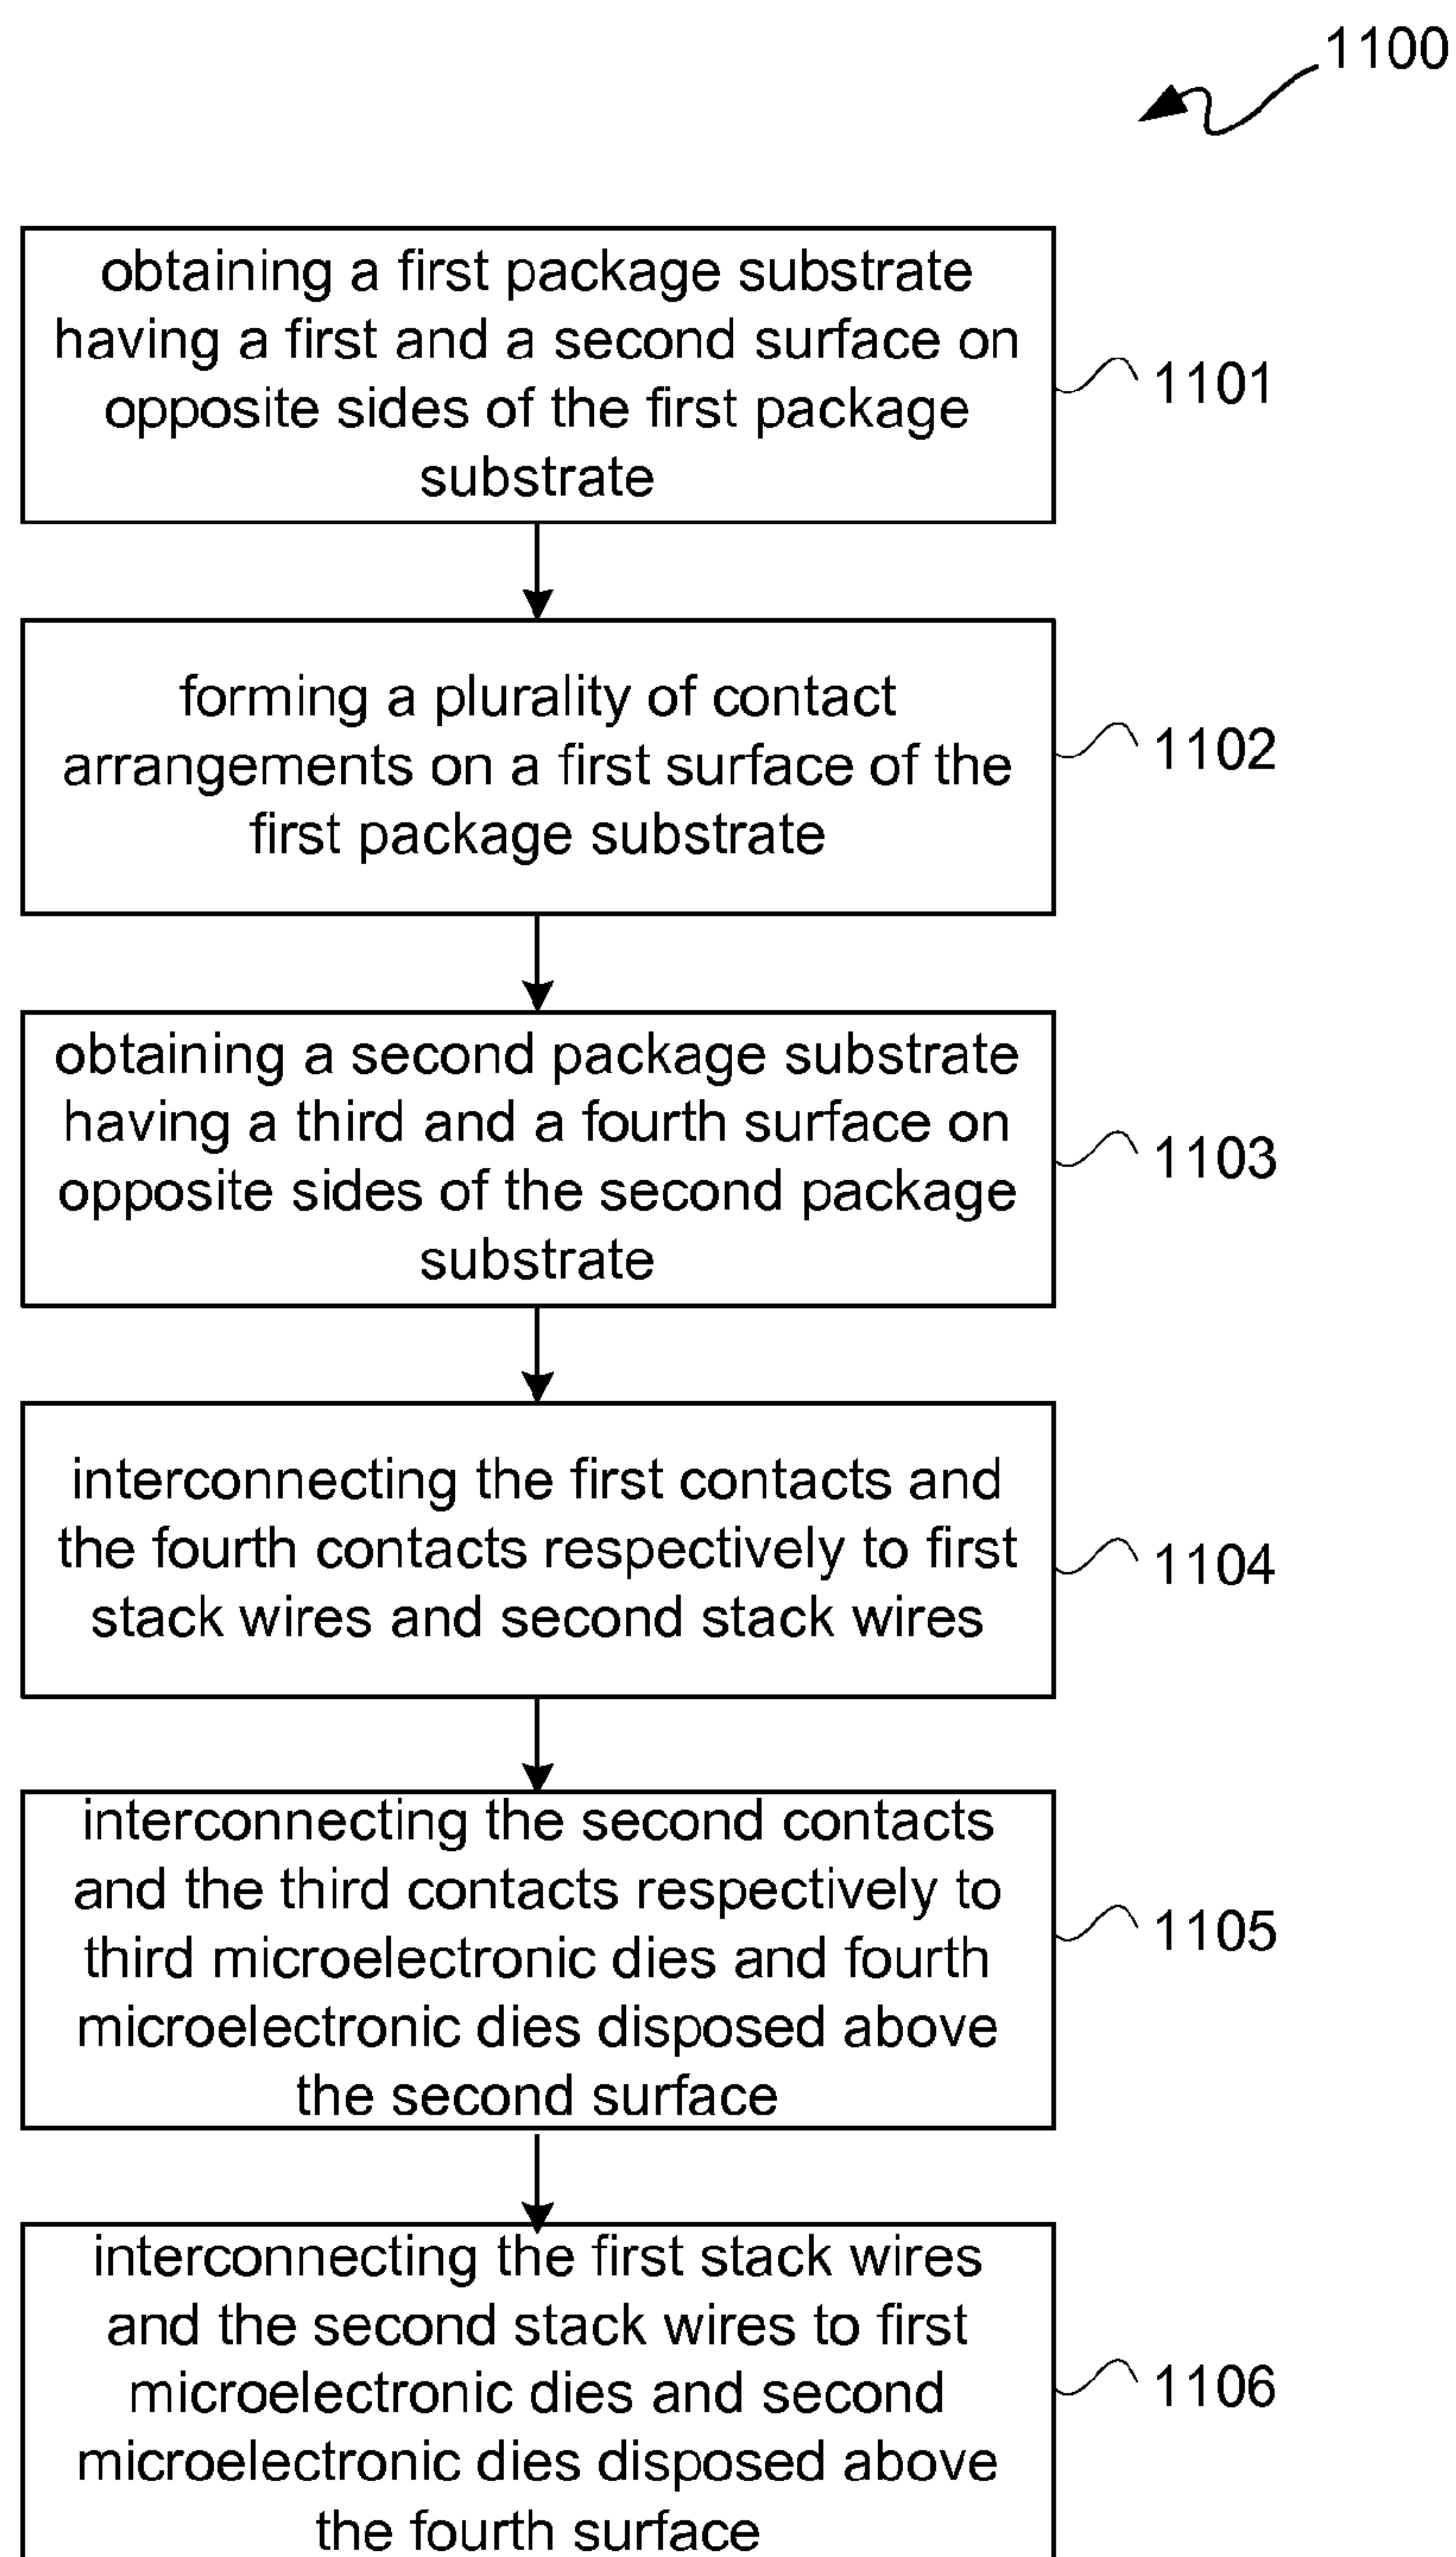 1100
obtaining a first package substrate
having a first and a second surface on
opposite sides of the first package
substrate
1101
forming a plurality of contact
arrangements on a first surface of the
first package substrate
1102
obtaining a second package substrate
having a third and a fourth surface on
opposite sides of the second package
substrate
1103
interconnecting the first contacts and
the fourth contacts respectively to first
stack wires and second stack wires
1104
interconnecting the second contacts
and the third contacts respectively to
third microelectronic dies and fourth
microelectronic dies disposed above
the second surface
1105
interconnecting the first stack wires
and the second stack wires to first
microelectronic dies and second
microelectronic dies disposed above
the fourth surface
1106